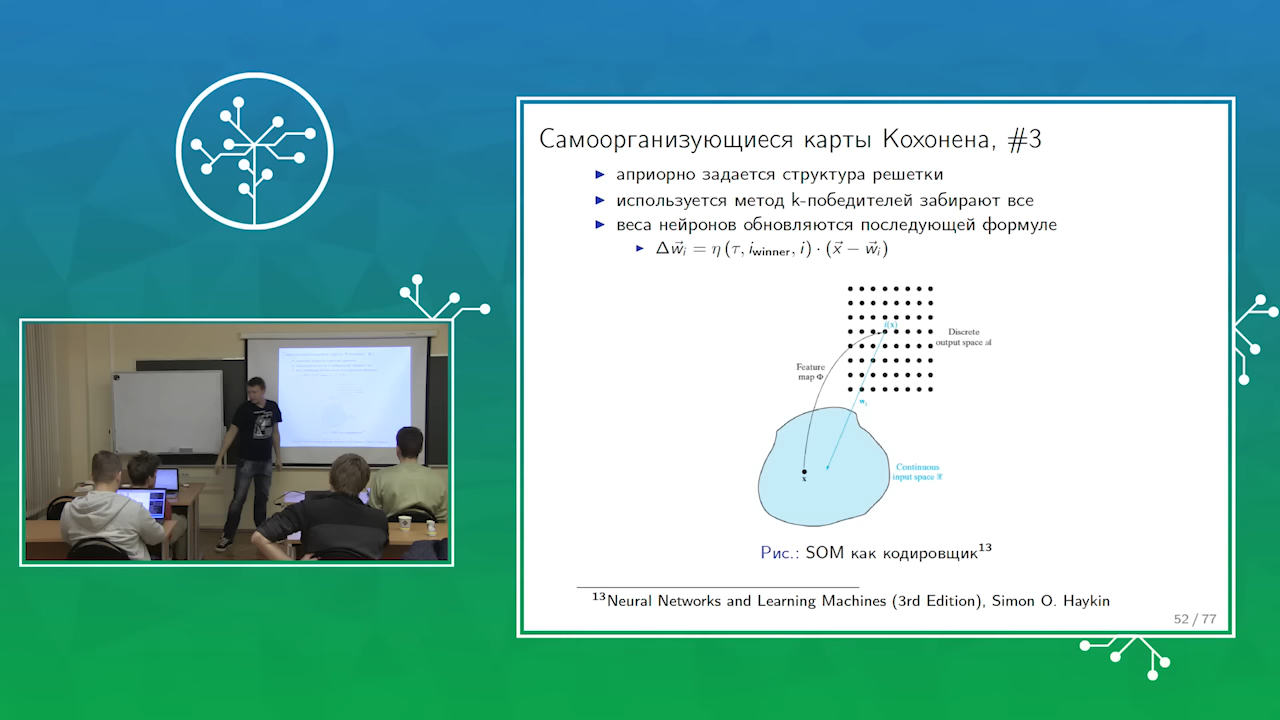 Самоорганизующиеся карты Кохонена, #3
▶ априорно задается структура решетки
▶ используется метод k-победителей забирают все
▶ веса нейронов обновляются последующей формуле
▶ Δw⃗ᵢ = η (τ, i_winner, i) · (x⃗ − w⃗ᵢ)
i(x)
Discrete
output space 𝒜
Feature
map Φ
wᵢ
x
Continuous
input space 𝒳
Рис.: SOM как кодировщик¹³
¹³Neural Networks and Learning Machines (3rd Edition), Simon O. Haykin
52 / 77